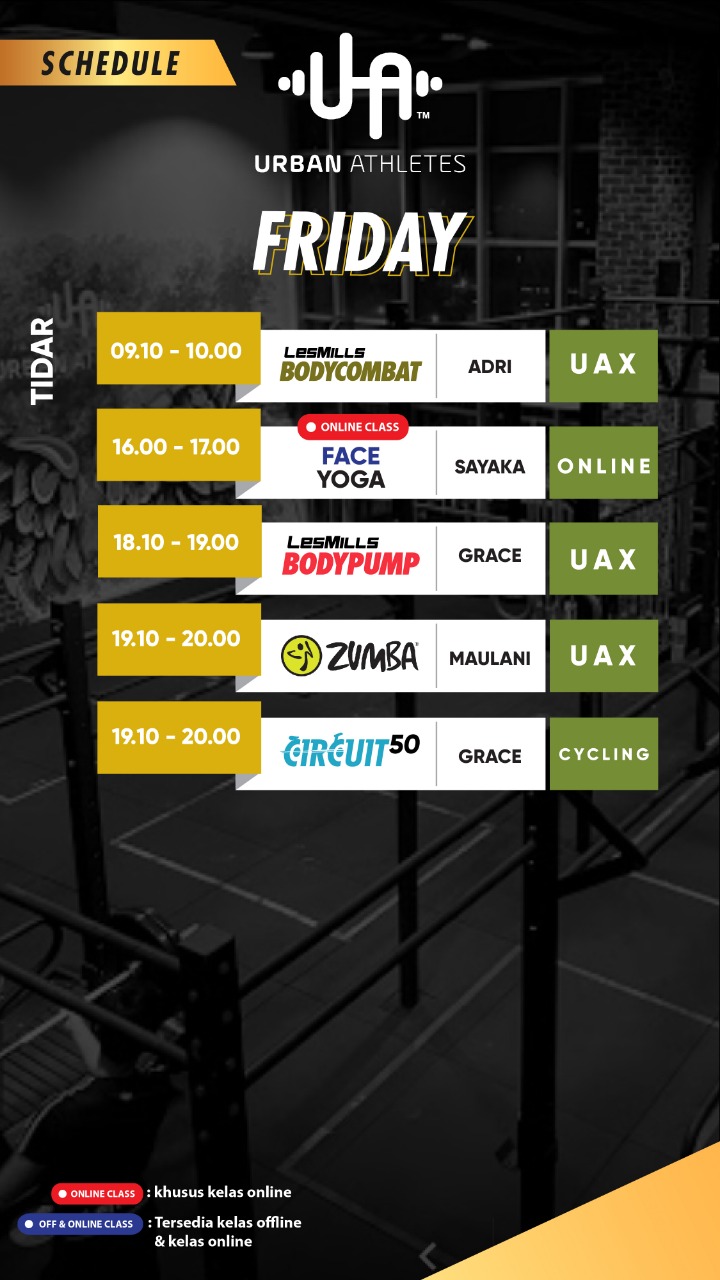 SCHEDULE
UA™
URBAN ATHLETES
FRIDAY
TIDAR
09.10 - 10.00
LESMILLS
BODYCOMBAT
ADRI
UAX
16.00 - 17.00
ONLINE CLASS
FACE
YOGA
SAYAKA
ONLINE
18.10 - 19.00
LESMILLS
BODYPUMP
GRACE
UAX
19.10 - 20.00
ZUMBA®
MAULANI
UAX
19.10 - 20.00
CIRCUIT50
GRACE
CYCLING
ONLINE CLASS : khusus kelas online
OFF & ONLINE CLASS : Tersedia kelas offline
& kelas online